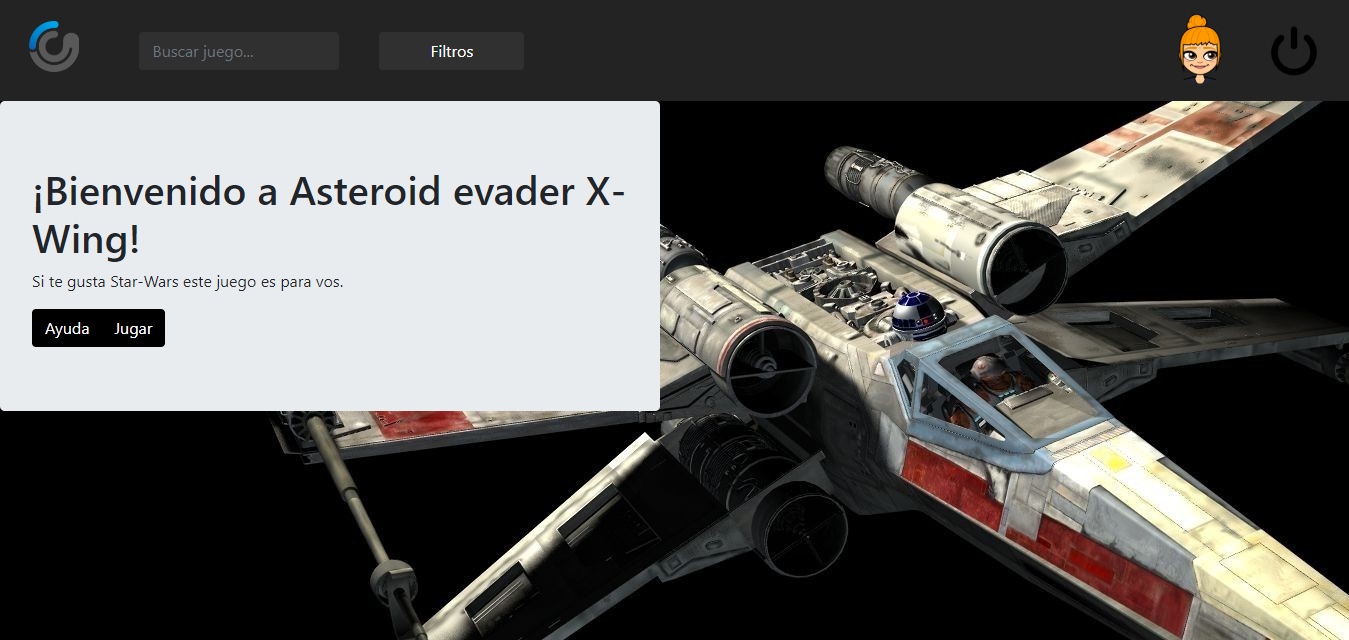 Buscar juego...
Filtros
¡Bienvenido a Asteroid evader X-
Wing!
Si te gusta Star-Wars este juego es para vos.
Ayuda
Jugar